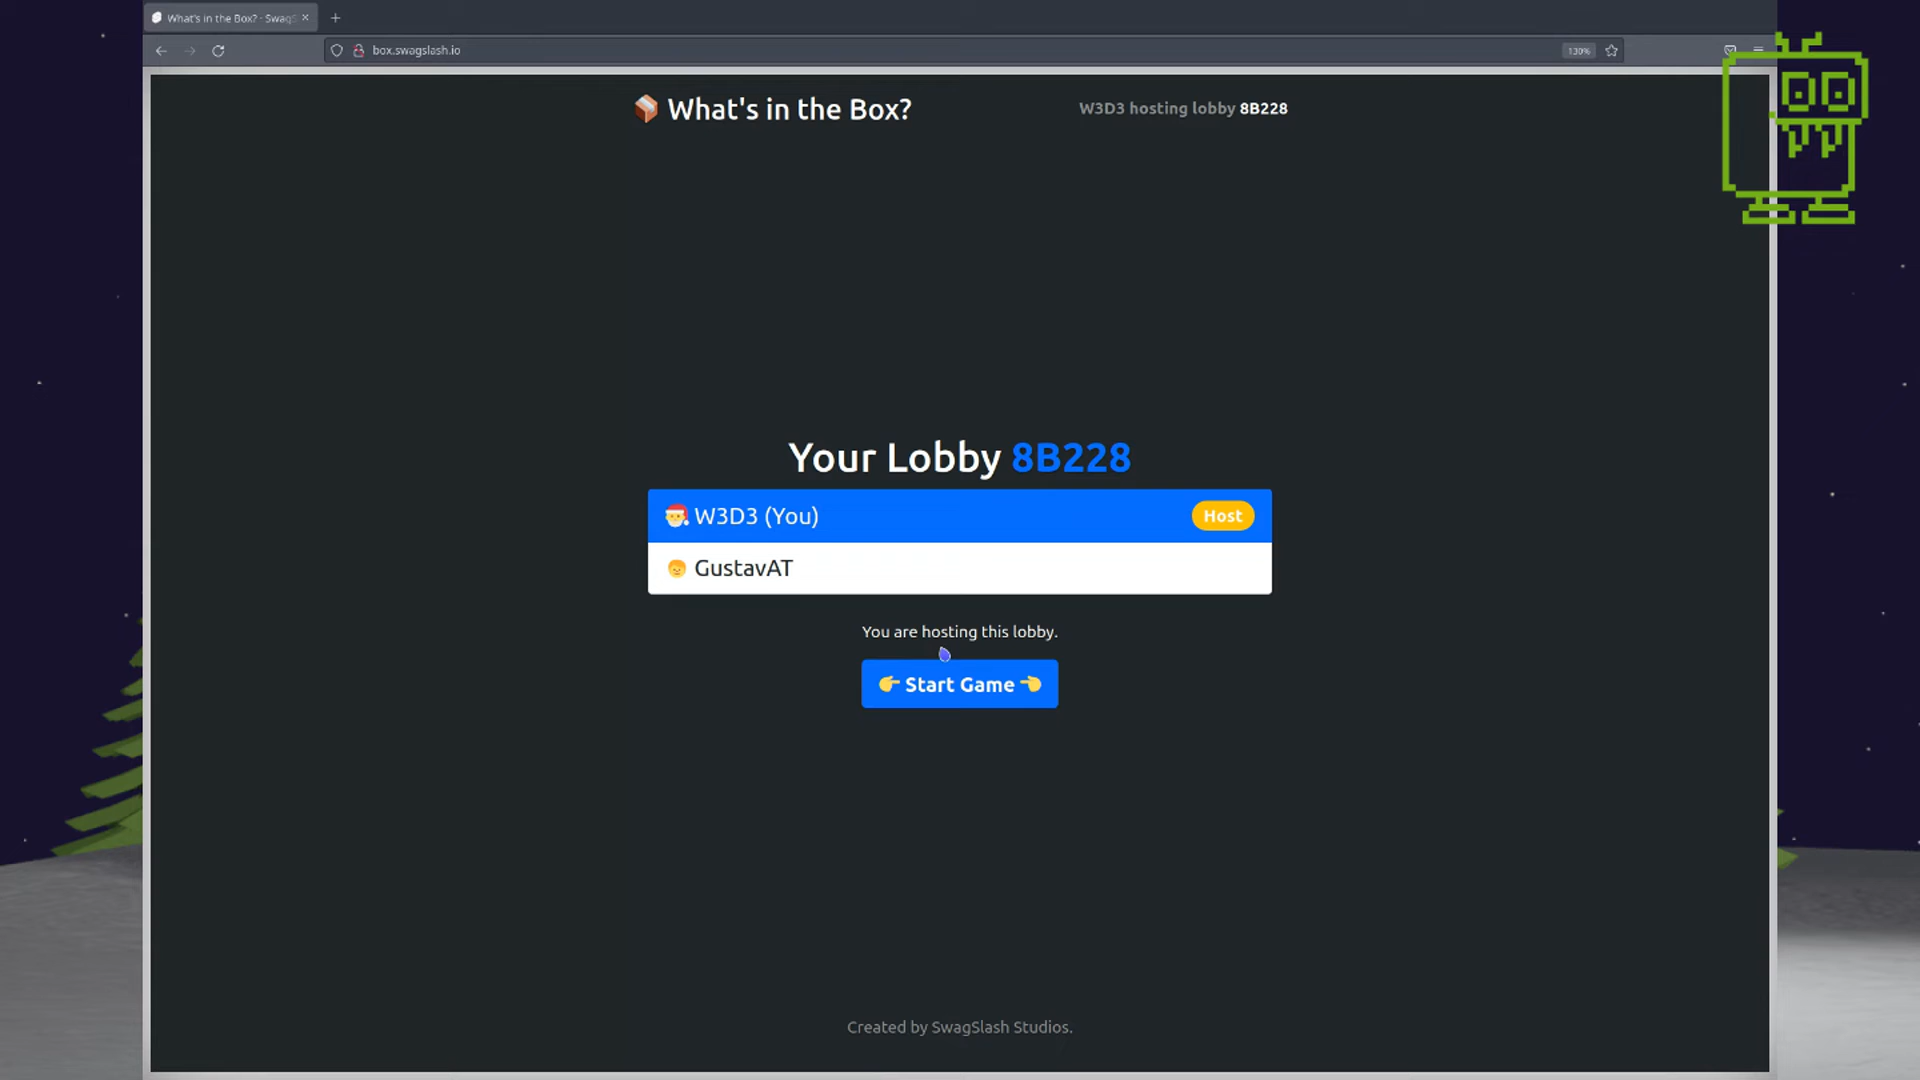 What's in the Box? · Swag
box.swagslash.io
130%
What's in the Box?
W3D3 hosting lobby 8B228
Your Lobby 8B228
W3D3 (You)
Host
GustavAT
You are hosting this lobby.
Start Game
Created by SwagSlash Studios.